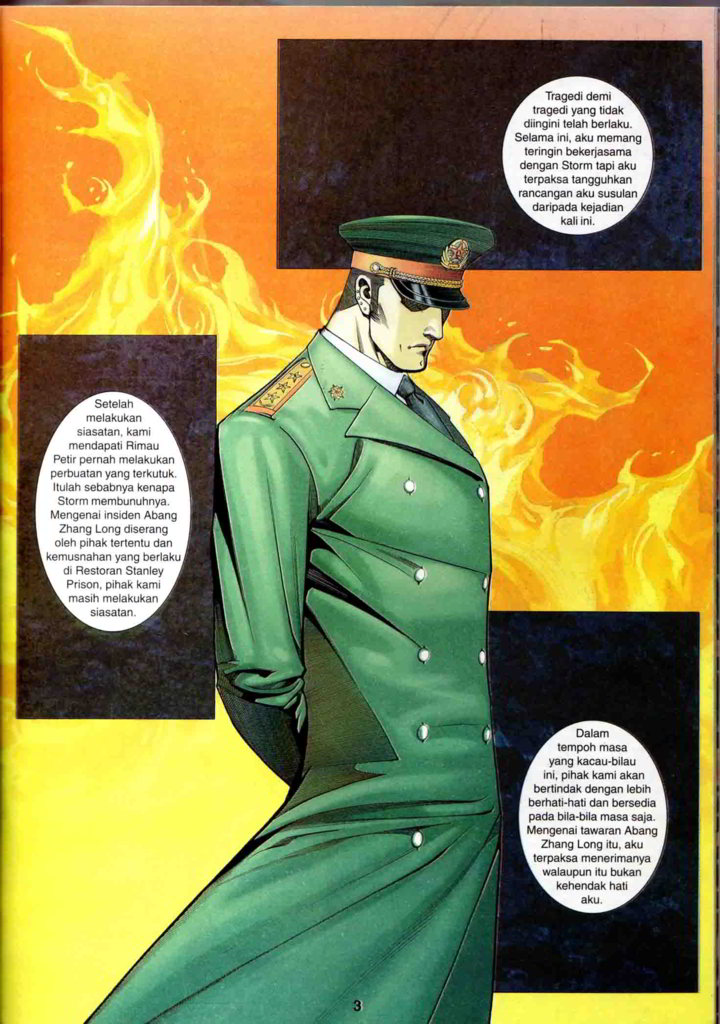 Tragedi demi
tragedi yang tidak
diingini telah berlaku.
Selama ini, aku memang
teringin bekerjasama
dengan Storm tapi aku
terpaksa tangguhkan
rancangan aku susulan
daripada kejadian
kali ini.
Setelah
melakukan
siasatan, kami
mendapati Rimau
Petir pernah melakukan
perbuatan yang terkutuk.
Itulah sebabnya kenapa
Storm membunuhnya.
Mengenai insiden Abang
Zhang Long diserang
oleh pihak tertentu dan
kemusnahan yang berlaku
di Restoran Stanley
Prison, pihak kami
masih melakukan
siasatan.
Dalam
tempoh masa
yang kacau-bilau
ini, pihak kami akan
bertindak dengan lebih
berhati-hati dan bersedia
pada bila-bila masa saja.
Mengenai tawaran Abang
Zhang Long itu, aku
terpaksa menerimanya
walaupun itu bukan
kehendak hati
aku.
3